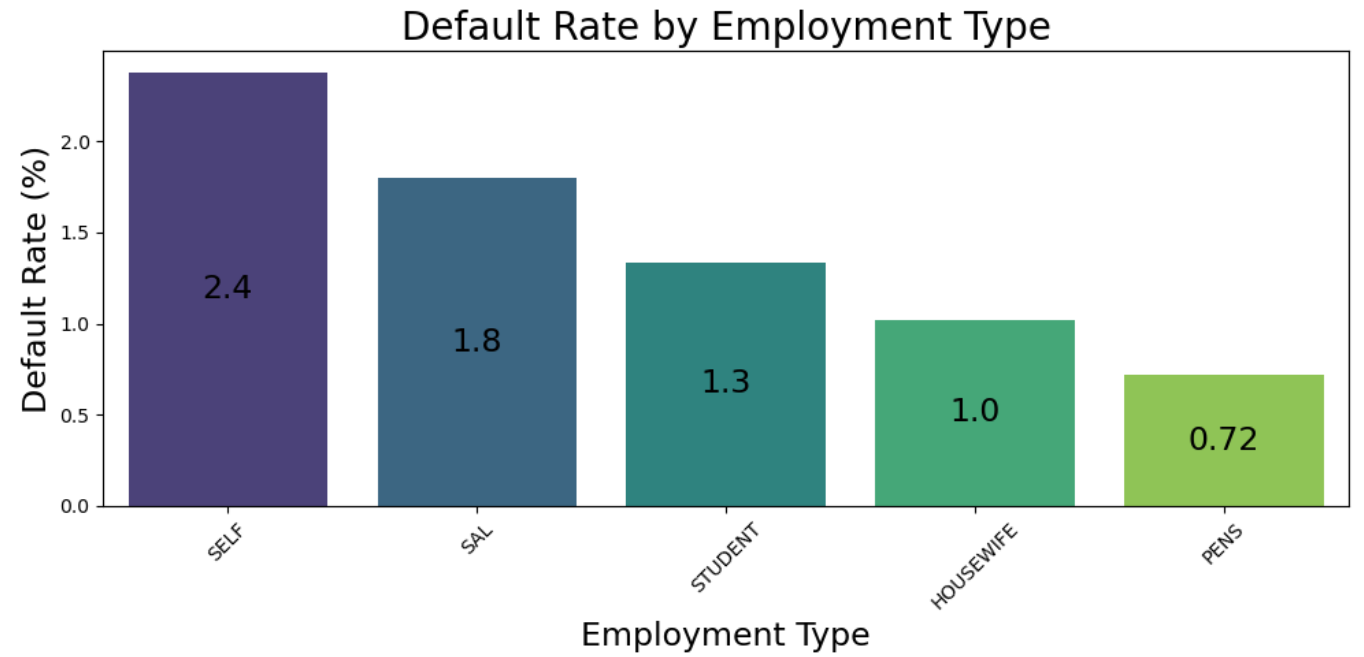 Default Rate by Employment Type
Default Rate (%)
2.0
1.5
1.0
0.5
0.0
2.4
1.8
1.3
1.0
0.72
SELF
SAL
STUDENT
HOUSEWIFE
PENS
Employment Type